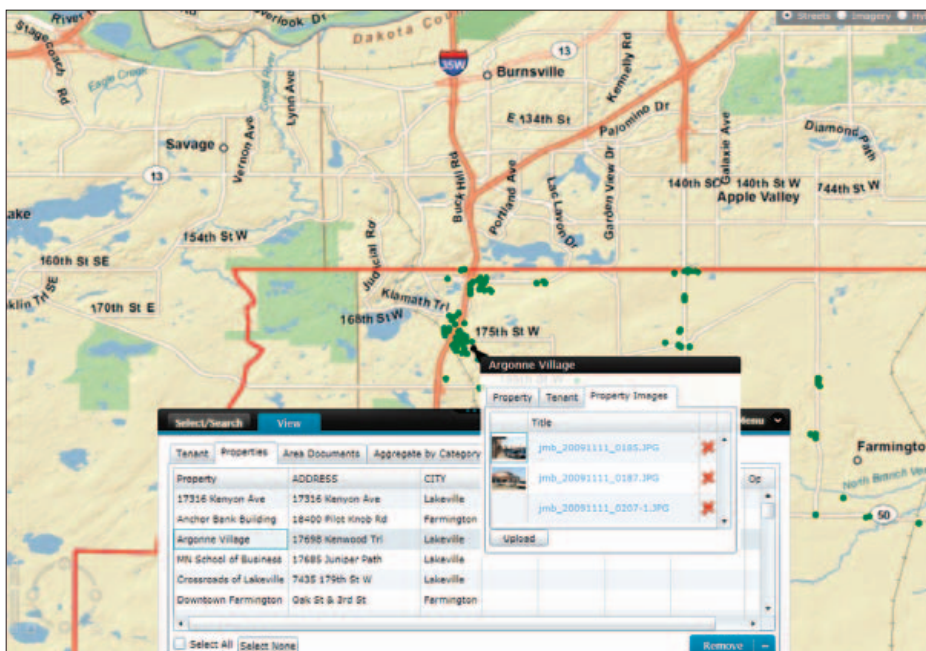 Streets Imagery
River
Overlook Dr
Dakota
Stagecoach Rd
Eagle Creek
Credit River
Lynn Ave
Vernon Ave
35W
13
Burnsville
Kennelly Rd
E 134th St
Palomino Dr
Savage
13
Buck Hill Rd
Portland Ave
Lac Lavon Dr
Garden View Dr
Galaxie Ave
Diamond Path
140th St
140th St W
144th St W
Apple Valley
Lake
154th St W
Judicial Rd
160th St SE
170th St E
Klamath Trl
168th St W
175th St W
Farmington
50
Argonne Village
Property Tenant Property Images
Title
jmb_20091111_0185.JPG
jmb_20091111_0187.JPG
jmb_20091111_0207-1.JPG
Upload
Select/Search View Menu
Tenant Properties Area Documents Aggregate by Category
Property ADDRESS CITY Op
17316 Kenyon Ave 17316 Kenyon Ave Lakeville
Anchor Bank Building 18400 Pilot Knob Rd Farmington
Argonne Village 17698 Kenwood Trl Lakeville
MN School of Business 17685 Juniper Path Lakeville
Crossroads of Lakeville 7435 179th St W Lakeville
Downtown Farmington Oak St & 3rd St Farmington
Select All Select None Remove